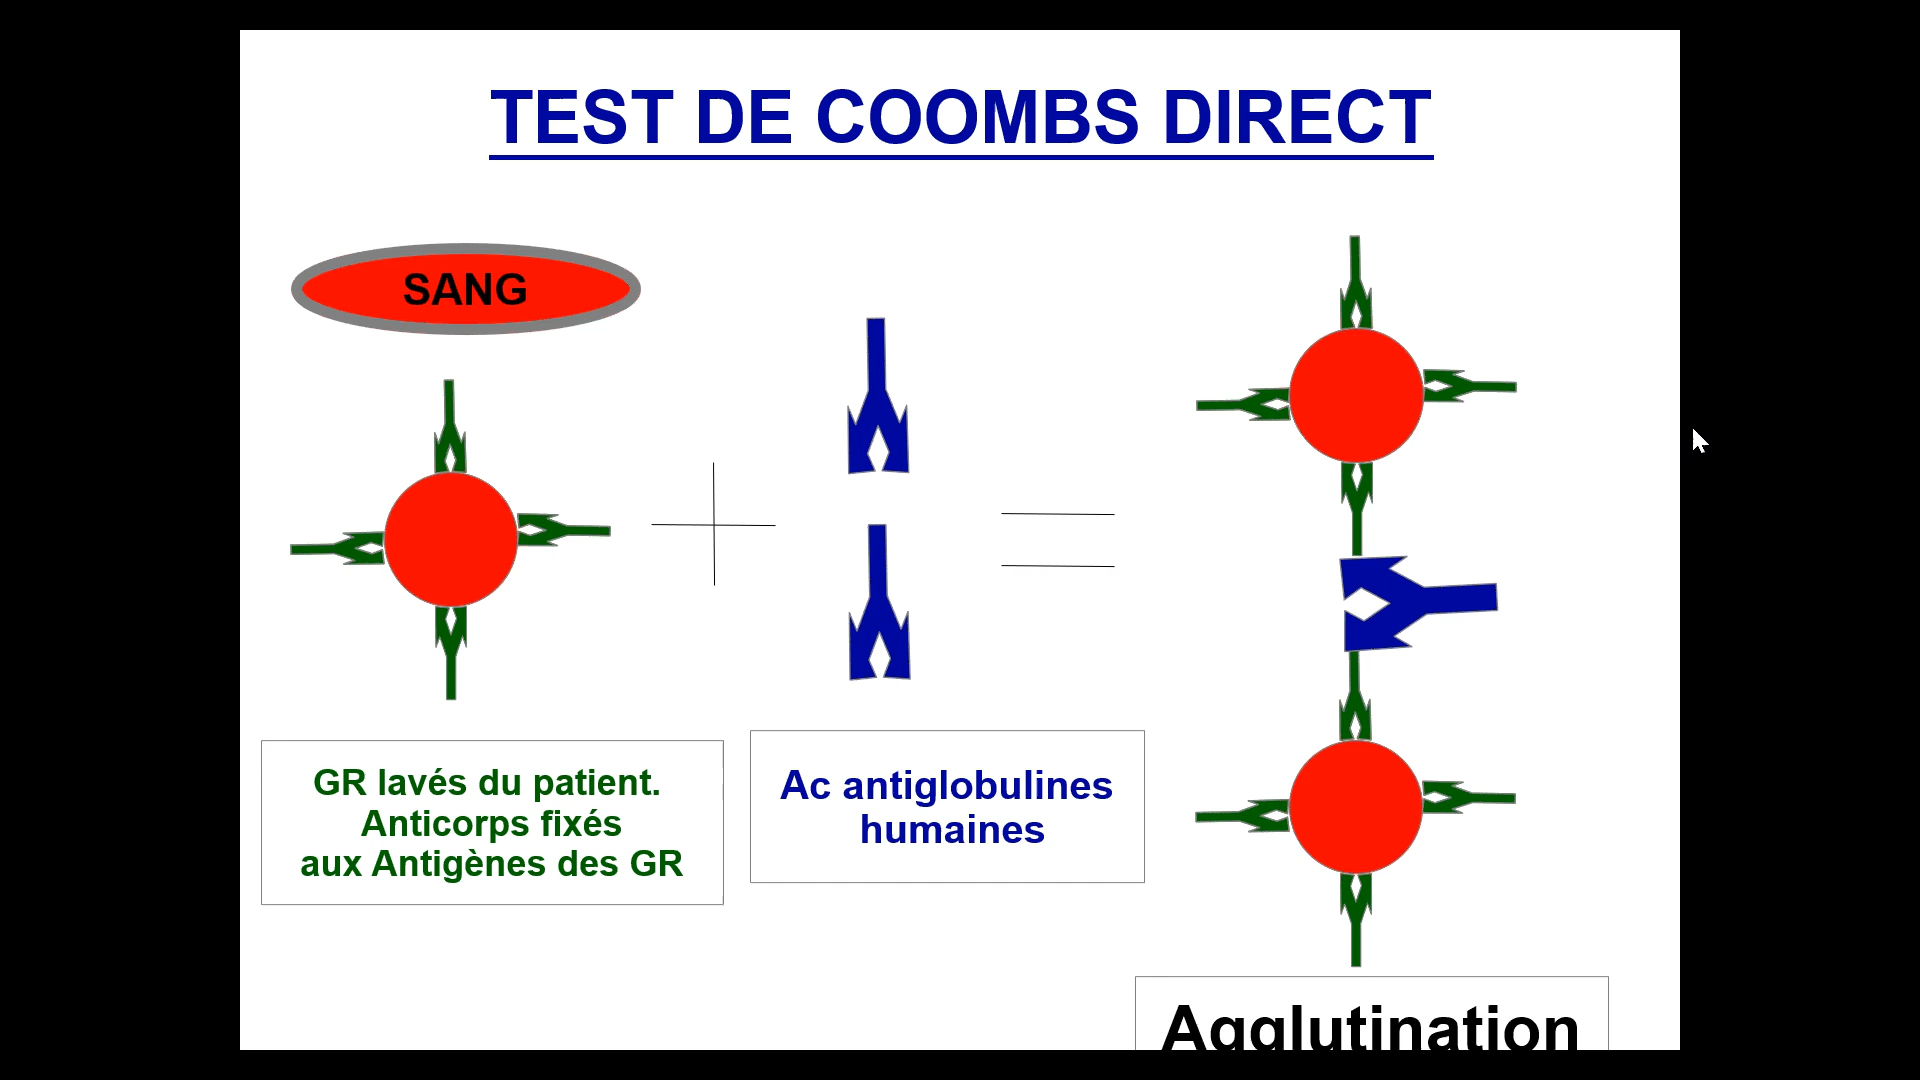 TEST DE COOMBS DIRECT
SANG
GR lavés du patient.
Anticorps fixés
aux Antigènes des GR
Ac antiglobulines
humaines
Agglutination